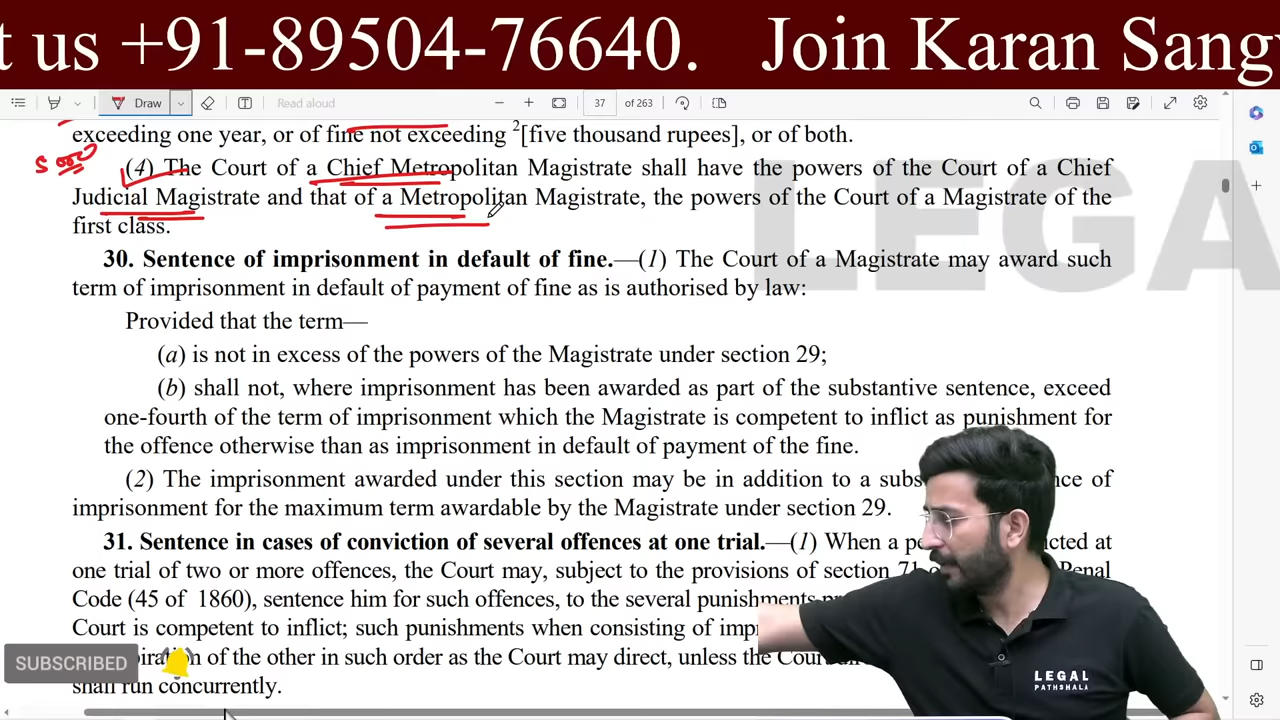 t us +91-89504-76640. Join Karan Sang
Draw Read aloud 37 of 263
exceeding one year, or of fine not exceeding 2[five thousand rupees], or of both.
(4) The Court of a Chief Metropolitan Magistrate shall have the powers of the Court of a Chief
Judicial Magistrate and that of a Metropolitan Magistrate, the powers of the Court of a Magistrate of the
first class.
LEGA
30. Sentence of imprisonment in default of fine.—(1) The Court of a Magistrate may award such
term of imprisonment in default of payment of fine as is authorised by law:
Provided that the term—
(a) is not in excess of the powers of the Magistrate under section 29;
(b) shall not, where imprisonment has been awarded as part of the substantive sentence, exceed
one-fourth of the term of imprisonment which the Magistrate is competent to inflict as punishment for
the offence otherwise than as imprisonment in default of payment of the fine.
(2) The imprisonment awarded under this section may be in addition to a subs nce of
imprisonment for the maximum term awardable by the Magistrate under section 29.
31. Sentence in cases of conviction of several offences at one trial.—(1) When a pe cted at
one trial of two or more offences, the Court may, subject to the provisions of section 71 o Penal
Code (45 of 1860), sentence him for such offences, to the several punishments pr
Court is competent to inflict; such punishments when consisting of imp
of the other in such order as the Court may direct, unless the Court
shall run concurrently.
SUBSCRIBED
LEGAL
PATHSHALA